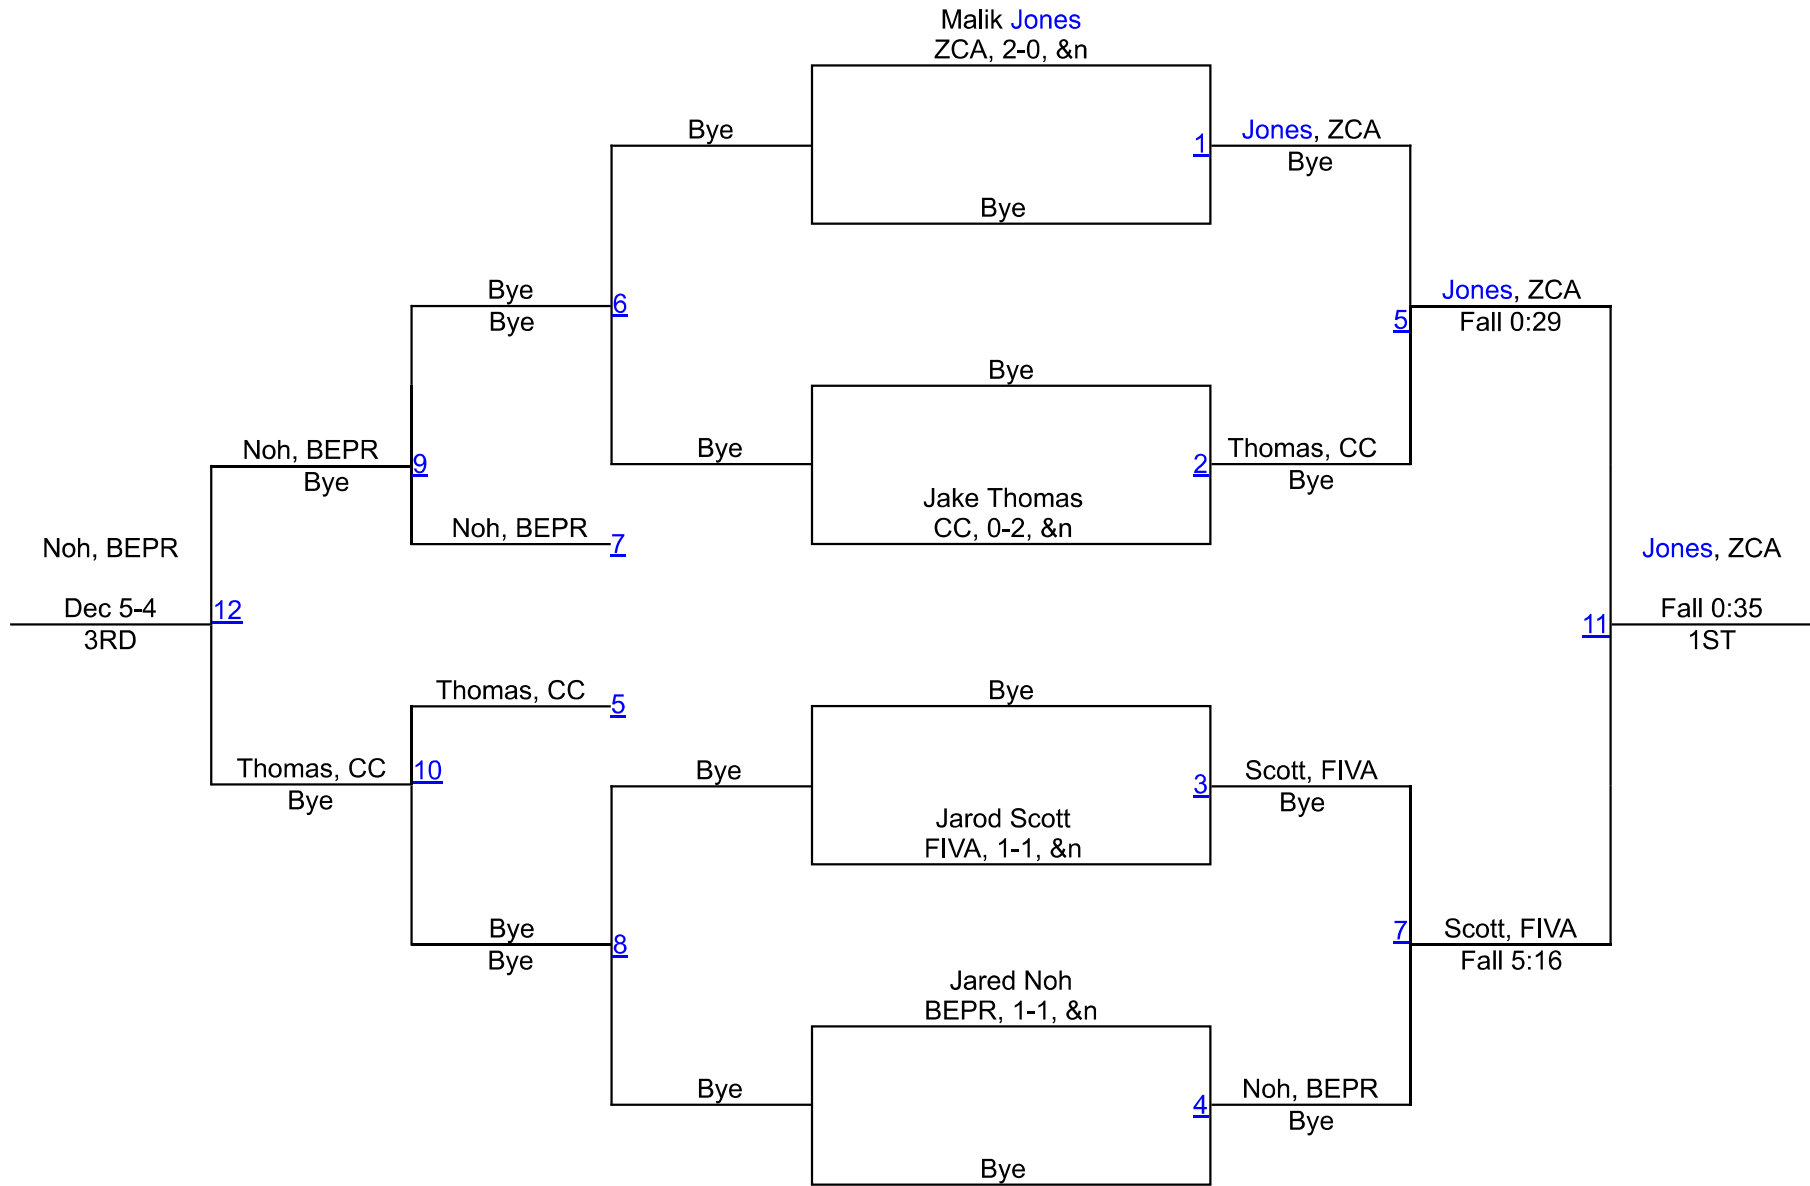 Malik Jones
ZCA, 2-0, &n
Bye
1
Jones, ZCA
Bye
Bye
Bye
Bye
6
Jones, ZCA
Fall 0:29
5
Bye
Noh, BEPR
Bye
9
Bye
2
Thomas, CC
Bye
Jake Thomas
CC, 0-2, &n
Noh, BEPR
7
Noh, BEPR
Dec 5-4
3RD
12
Jones, ZCA
Fall 0:35
1ST
11
Thomas, CC
5
Bye
Thomas, CC
Bye
10
Bye
3
Scott, FIVA
Bye
Jarod Scott
FIVA, 1-1, &n
Bye
Bye
8
7
Scott, FIVA
Fall 5:16
Jared Noh
BEPR, 1-1, &n
Bye
4
Noh, BEPR
Bye
Bye